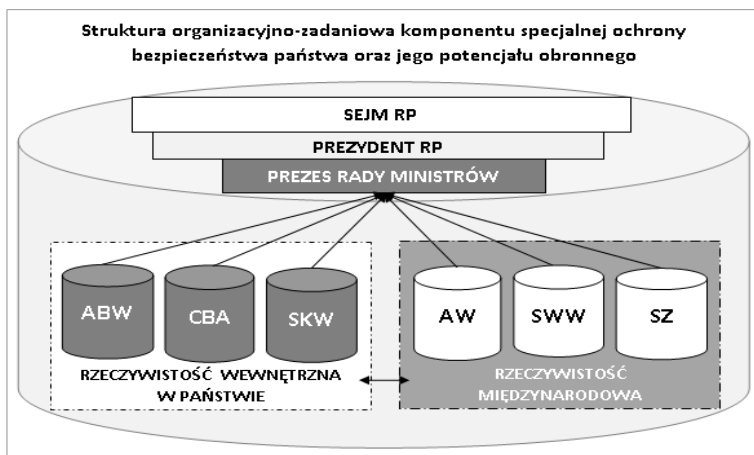 Struktura organizacyjno-zadaniowa komponentu specjalnej ochrony
bezpieczeństwa państwa oraz jego potencjału obronnego
SEJM RP
PREZYDENT RP
PREZES RADY MINISTRÓW
ABW
CBA
SKW
RZECZYWISTOŚĆ WEWNĘTRZNA
W PAŃSTWIE
AW
SWW
SZ
RZECZYWISTOŚĆ
MIĘDZYNARODOWA